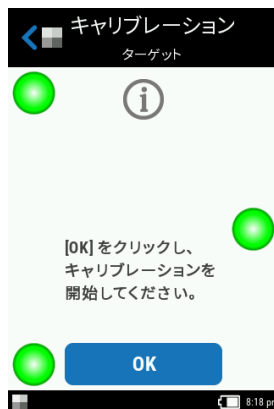 キャリブレーション
ターゲット
[OK] をクリックし、
キャリブレーションを
開始してください。
OK
8:18 pm